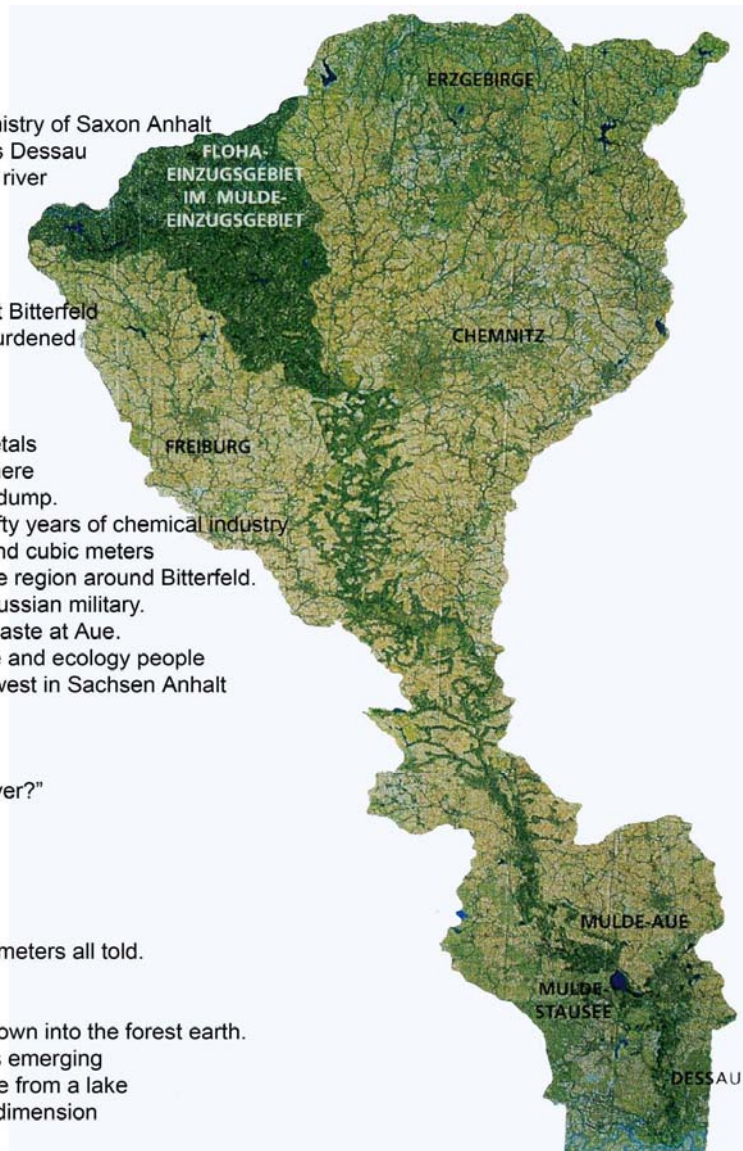 ERZGEBIRGE
istry of Saxon Anhalt
s Dessau
river
FLOHA-
EINZUGSGEBIET
IM MULDE-
EINZUGSGEBIET
t Bitterfeld
urdened
CHEMNITZ
FREIBURG
etals
ere
dump.
fty years of chemical industry
nd cubic meters
e region around Bitterfeld.
ussian military.
aste at Aue.
e and ecology people
west in Sachsen Anhalt
ver?”
MULDE-AUE
meters all told.
MULDE-
STAUSEE
own into the forest earth.
s emerging
e from a lake
dimension
DESSAU